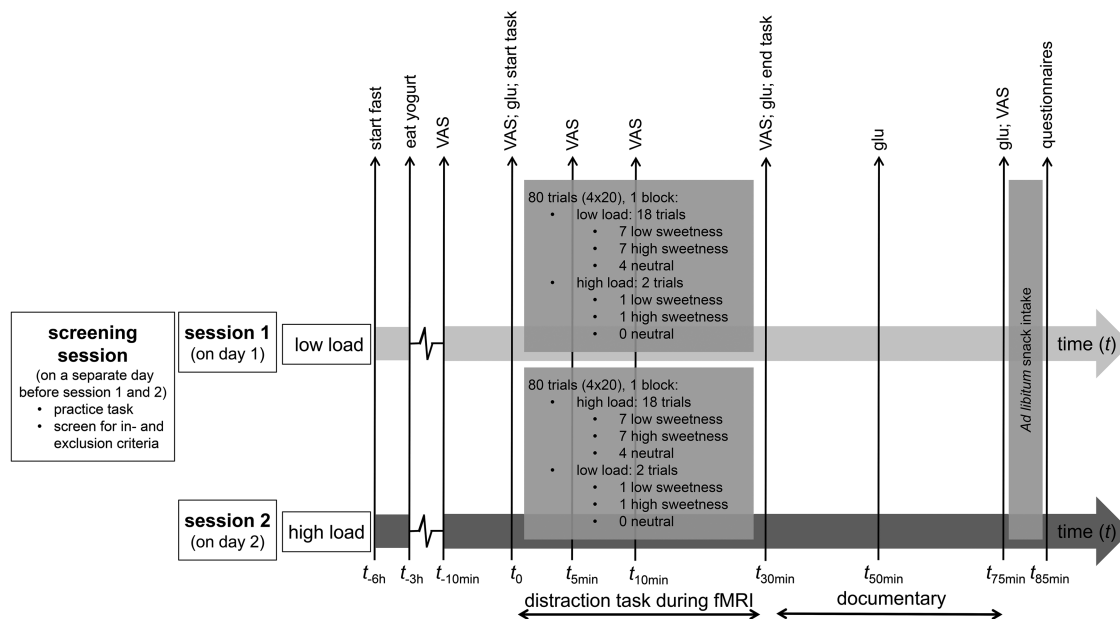 start fast
eat yogurt
VAS
VAS; glu; start task
VAS
VAS
VAS; glu; end task
glu
glu; VAS
questionnaires
screening
session
(on a separate day
before session 1 and 2)
• practice task
• screen for in- and
exclusion criteria
session 1
(on day 1)
low load
80 trials (4x20), 1 block:
• low load: 18 trials
• 7 low sweetness
• 7 high sweetness
• 4 neutral
• high load: 2 trials
• 1 low sweetness
• 1 high sweetness
• 0 neutral
time (t)
Ad libitum snack intake
session 2
(on day 2)
high load
80 trials (4x20), 1 block:
• high load: 18 trials
• 7 low sweetness
• 7 high sweetness
• 4 neutral
• low load: 2 trials
• 1 low sweetness
• 1 high sweetness
• 0 neutral
time (t)
t-6h
t-3h
t-10min
t0
t5min
t10min
t30min
t50min
t75min
t85min
distraction task during fMRI
documentary